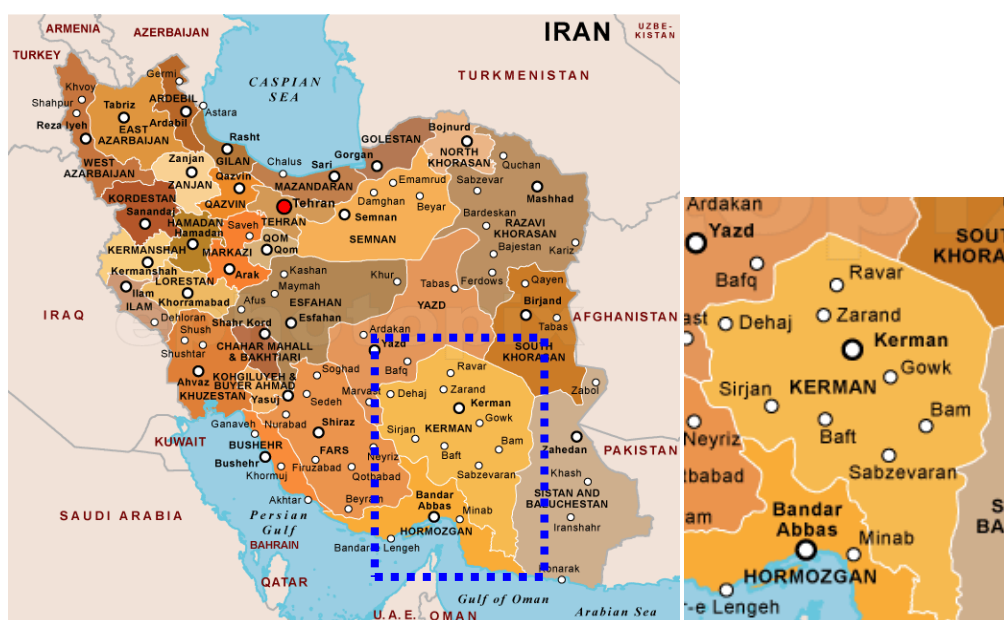 IRAN
UZBE-
KISTAN
ARMENIA
AZERBAIJAN
TURKEY
TURKMENISTAN
CASPIAN
SEA
Germi
Khvoy
Shahpur
Reza Iyeh
Tabriz
ARDEBIL
Ardabil
Astara
EAST
AZARBAIJAN
WEST
AZARBAIJAN
Rasht
GILAN
Zanjan
ZANJAN
Qazvin
QAZVIN
Chalus
Sari
MAZANDARAN
Gorgan
GOLESTAN
Bojnurd
NORTH
KHORASAN
Quchan
Emamrud
Damghan
Beyar
Sabzevar
Mashhad
KORDESTAN
Sanandaj
HAMADAN
Hamadan
Saveh
Tehran
TEHRAN
Semnan
SEMNAN
Bardeskan
RAZAVI
KHORASAN
Bajestan
Kariz
KERMANSHAH
Kermanshah
MARKAZI
QOM
Qom
Arak
Kashan
Maymah
Khur
Tabas
Ferdows
Qayen
Ilam
ILAM
LORESTAN
Khorramabad
Afus
ESFAHAN
Esfahan
YAZD
Birjand
Tabas
AFGHANISTAN
IRAQ
Dehloran
Shush
Shushtar
Shahr Kord
CHAHAR MAHALL
& BAKHTIARI
Ardakan
Yazd
SOUTH
KHORASAN
Ahvaz
KHUZESTAN
KOHGILUYEH &
BUYER AHMAD
Yasuj
Soghad
Sedeh
Marvast
Bafq
Dehaj
Ravar
Zarand
Kerman
Gowk
KERMAN
Zabol
KUWAIT
Ganaveh
Nurabad
Shiraz
Sirjan
Baft
Bam
Sabzevaran
Zahedan
PAKISTAN
BUSHEHR
Bushehr
Khormuj
Firuzabad
FARS
Neyriz
Qotbabad
Khash
SISTAN AND
BALUCHESTAN
Iranshahr
SAUDI ARABIA
Akhtar
Beyram
Bandar
Abbas
Minab
HORMOZGAN
Persian
Gulf
BAHRAIN
QATAR
Bandar-e Lengeh
Konarak
U.A.E.
OMAN
Gulf of Oman
Arabian Sea
Ardakan
Yazd
Bafq
SOUT
KHORA
Ravar
ast
Dehaj
Zarand
Kerman
Gowk
Sirjan
KERMAN
Bam
Neyriz
Baft
Sabzevaran
tbabad
am
Bandar
Abbas
Minab
S
BA
HORMOZGAN
r-e Lengeh